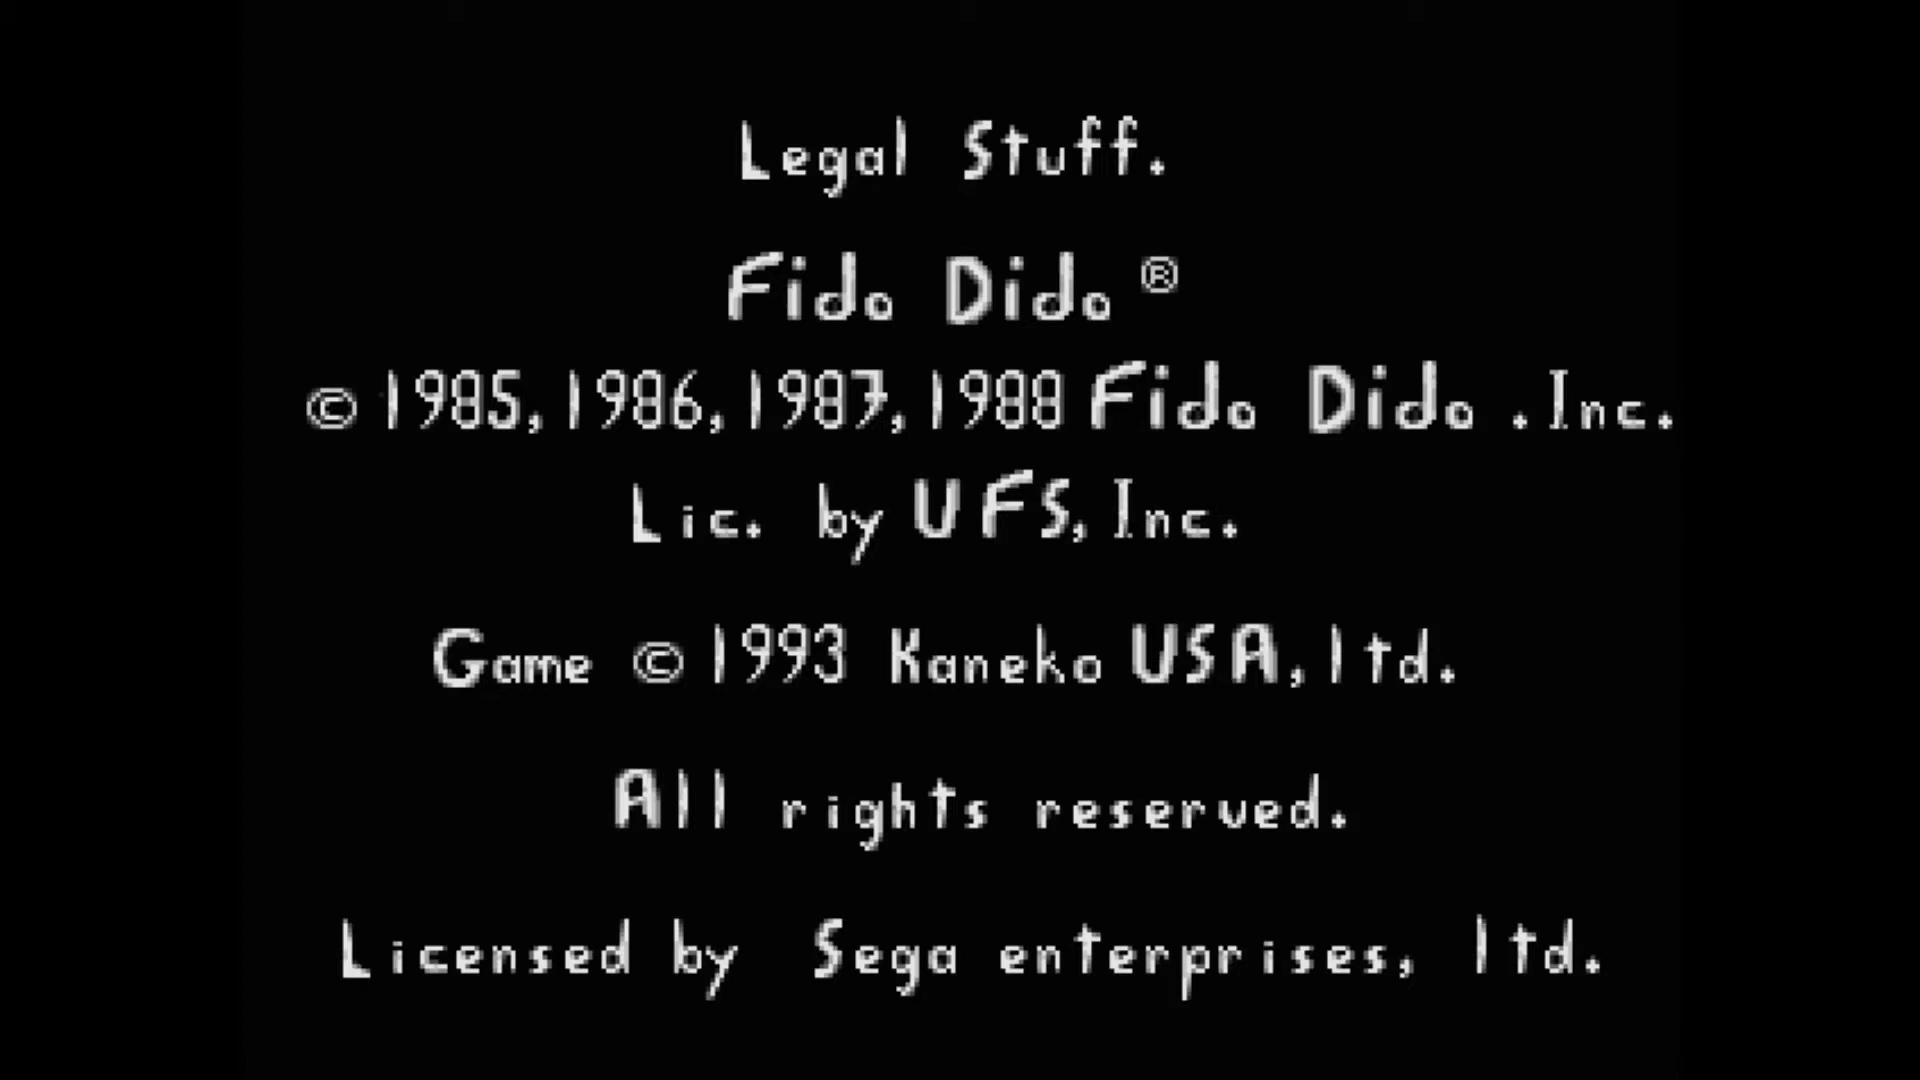 Legal Stuff.
Fido Dido ®
© 1985, 1986, 1987, 1988 Fido Dido . Inc.
Lic. by UFS, Inc.
Game © 1993 Kaneko USA, ltd.
All rights reserved.
Licensed by Sega enterprises, ltd.